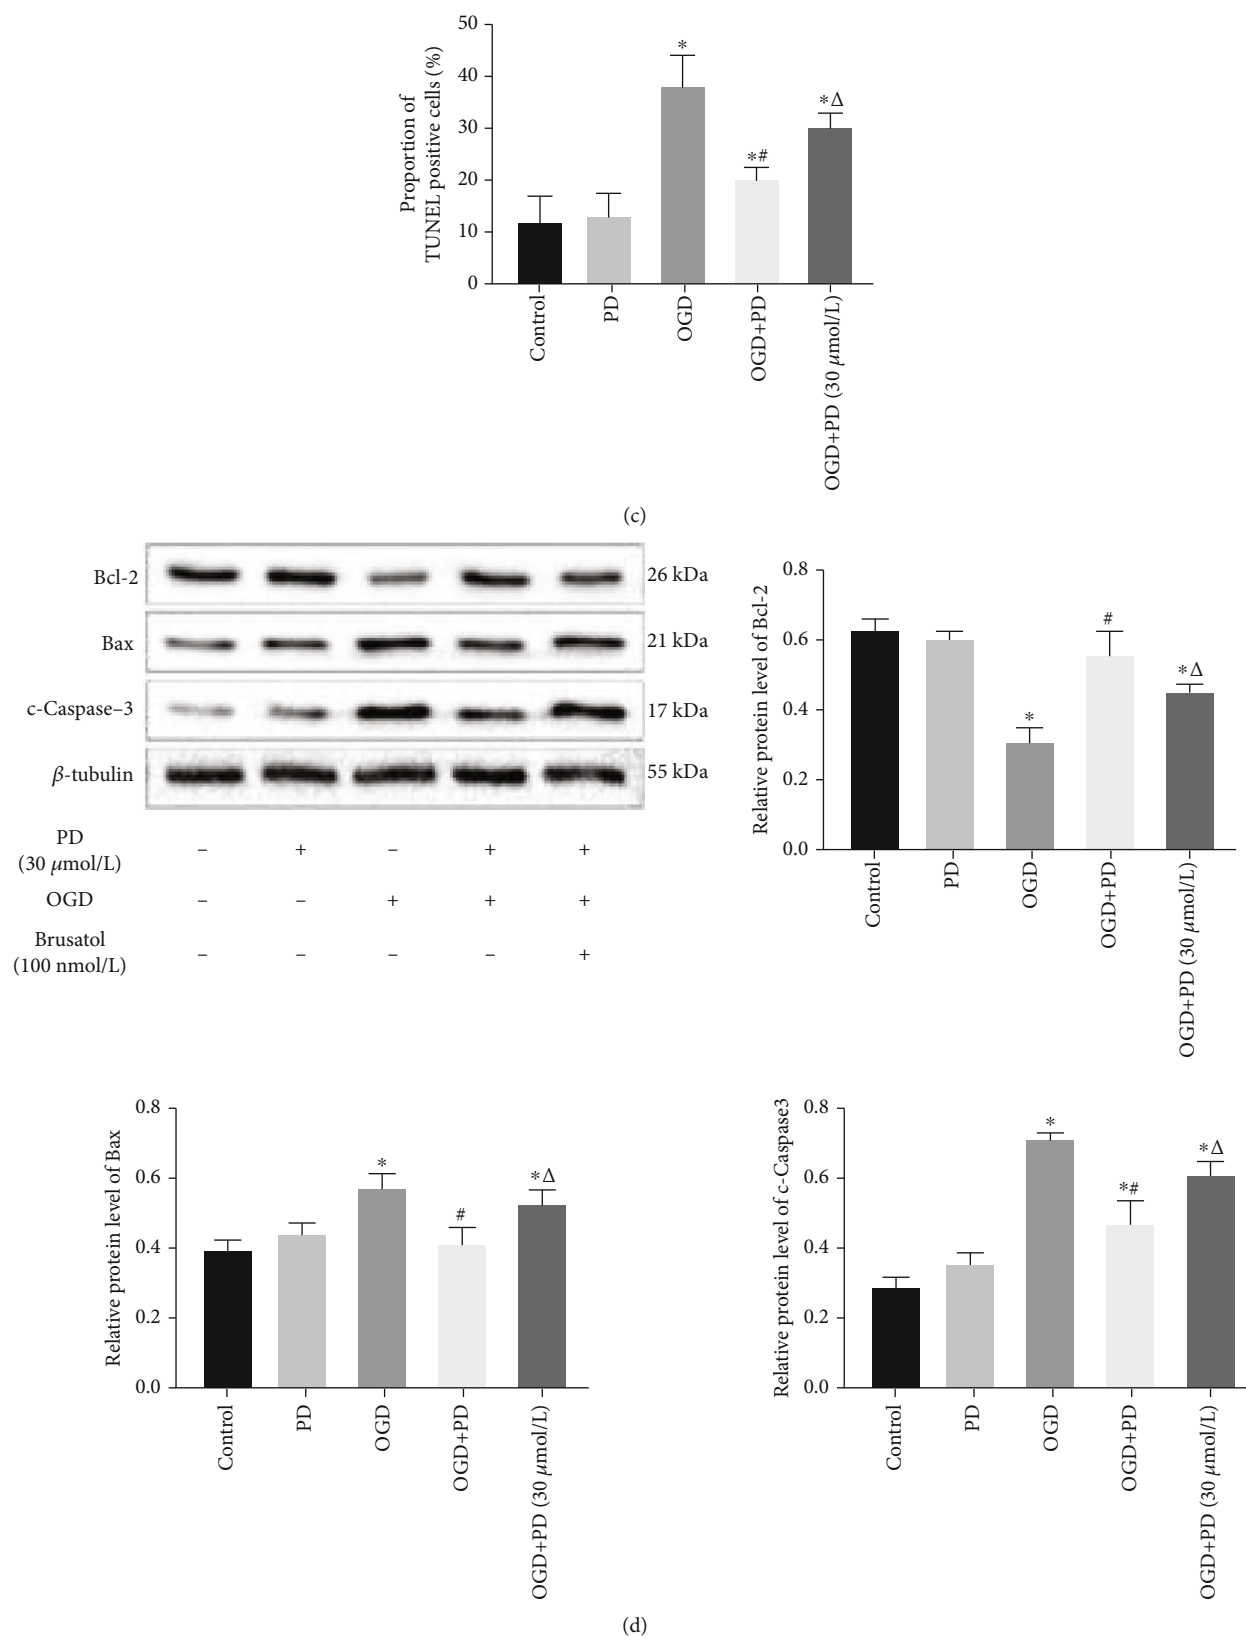 50
40
30
20
10
0
Proportion of
TUNEL positive cells (%)
*
*#
*Δ
Control
PD
OGD
OGD+PD
OGD+PD (30 μmol/L)
(c)
Bcl-2
26 kDa
Bax
21 kDa
c-Caspase–3
17 kDa
β-tubulin
55 kDa
PD
(30 μmol/L)
– + – + +
OGD
– – + + +
Brusatol
(100 nmol/L)
– – – – +
0.8
0.6
0.4
0.2
0.0
Relative protein level of Bcl-2
*
#
*Δ
Control
PD
OGD
OGD+PD
OGD+PD (30 μmol/L)
0.8
0.6
0.4
0.2
0.0
Relative protein level of Bax
*
#
*Δ
Control
PD
OGD
OGD+PD
OGD+PD (30 μmol/L)
0.8
0.6
0.4
0.2
0.0
Relative protein level of c-Caspase3
*
*#
*Δ
Control
PD
OGD
OGD+PD
OGD+PD (30 μmol/L)
(d)